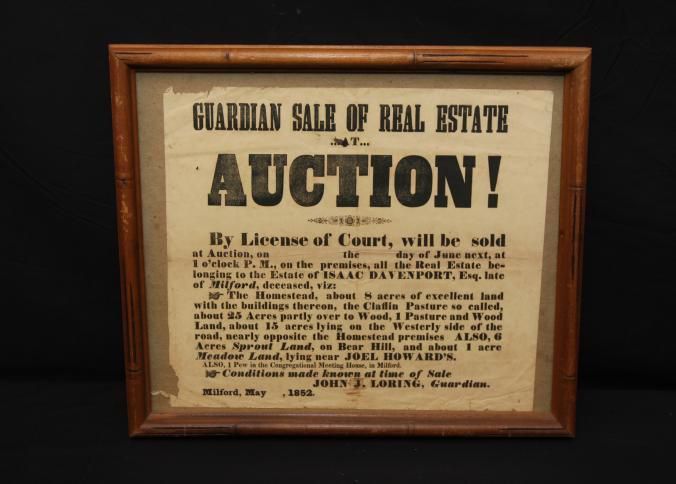 GUARDIAN SALE OF REAL ESTATE
...AT...
AUCTION!
By License of Court, will be sold
at Auction, on the day of June next, at
1 o'clock P. M., on the premises, all the Real Estate be-
longing to the Estate of ISAAC DAVENPORT, Esq. late
of Milford, deceased, viz:
☞ The Homestead, about 8 acres of excellent land
with the buildings thereon, the Claflin Pasture so called,
about 25 Acres partly over to Wood, 1 Pasture and Wood
Land, about 15 acres lying on the Westerly side of the
road, nearly opposite the Homestead premises ALSO, 6
Acres Sprout Land, on Bear Hill, and about 1 acre
Meadow Land, lying near JOEL HOWARD'S.
ALSO, 1 Pew in the Congregational Meeting House, in Milford.
☞ Conditions made known at time of Sale
JOHN J. LORING, Guardian.
Milford, May , 1852.